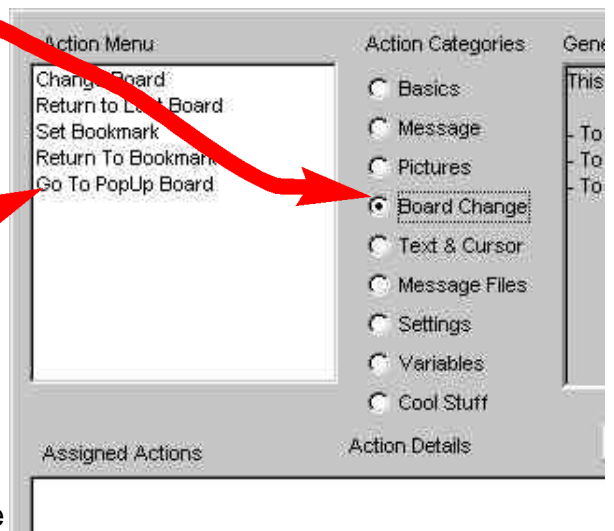 Action Menu
Change Board
Return to Last Board
Set Bookmark
Return To Bookmark
Go To PopUp Board
Action Categories
Basics
Message
Pictures
Board Change
Text & Cursor
Message Files
Settings
Variables
Cool Stuff
Gene
This
- To
- To
- To
Assigned Actions
Action Details
e